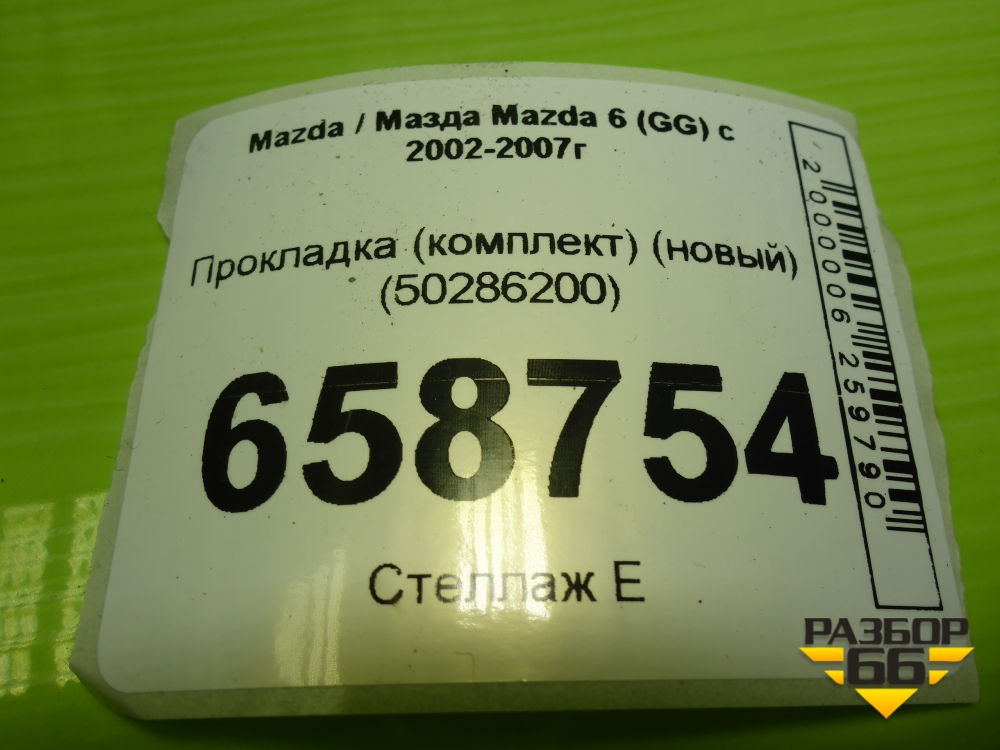 Mazda / Мазда Mazda 6 (GG) с
2002-2007г
Прокладка (комплект) (новый)
(50286200)
658754
Стеллаж Е
2000006259790
РАЗБОР
66